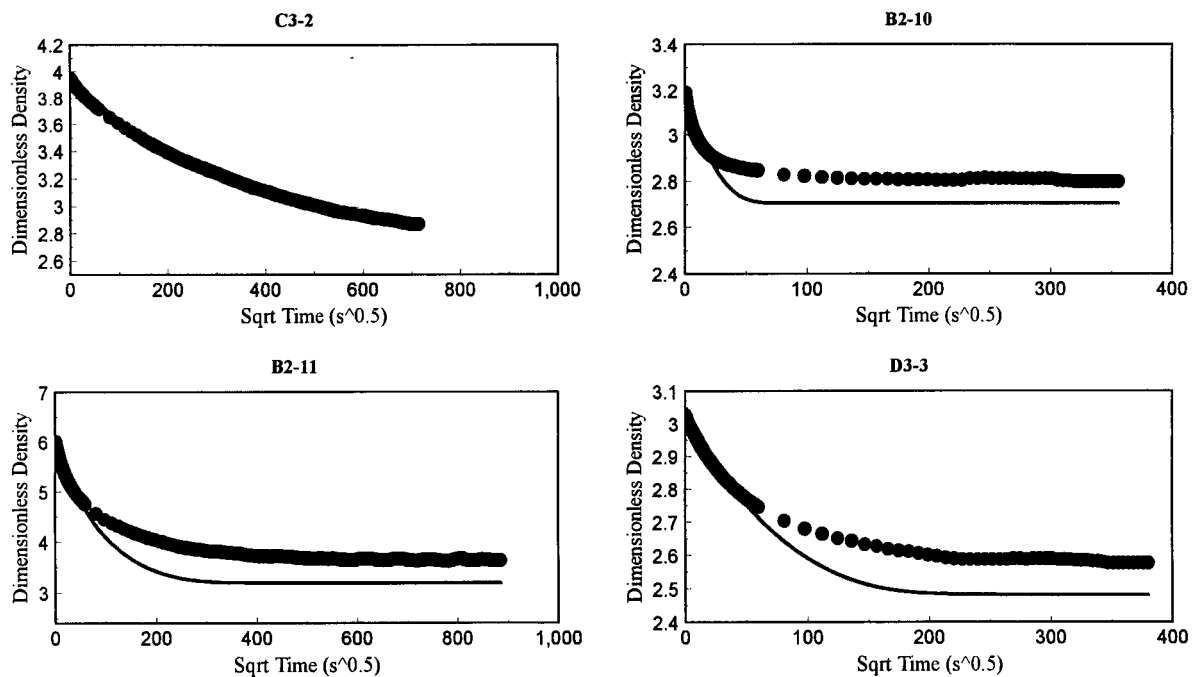 C3-2
Dimensionless Density
4.2
4
3.8
3.6
3.4
3.2
3
2.8
2.6
0 200 400 600 800 1,000
Sqrt Time (s^0.5)
B2-10
Dimensionless Density
3.4
3.2
3
2.8
2.6
2.4
0 100 200 300 400
Sqrt Time (s^0.5)
B2-11
Dimensionless Density
7
6
5
4
3
0 200 400 600 800 1,000
Sqrt Time (s^0.5)
D3-3
Dimensionless Density
3.1
3
2.9
2.8
2.7
2.6
2.5
2.4
0 100 200 300 400
Sqrt Time (s^0.5)